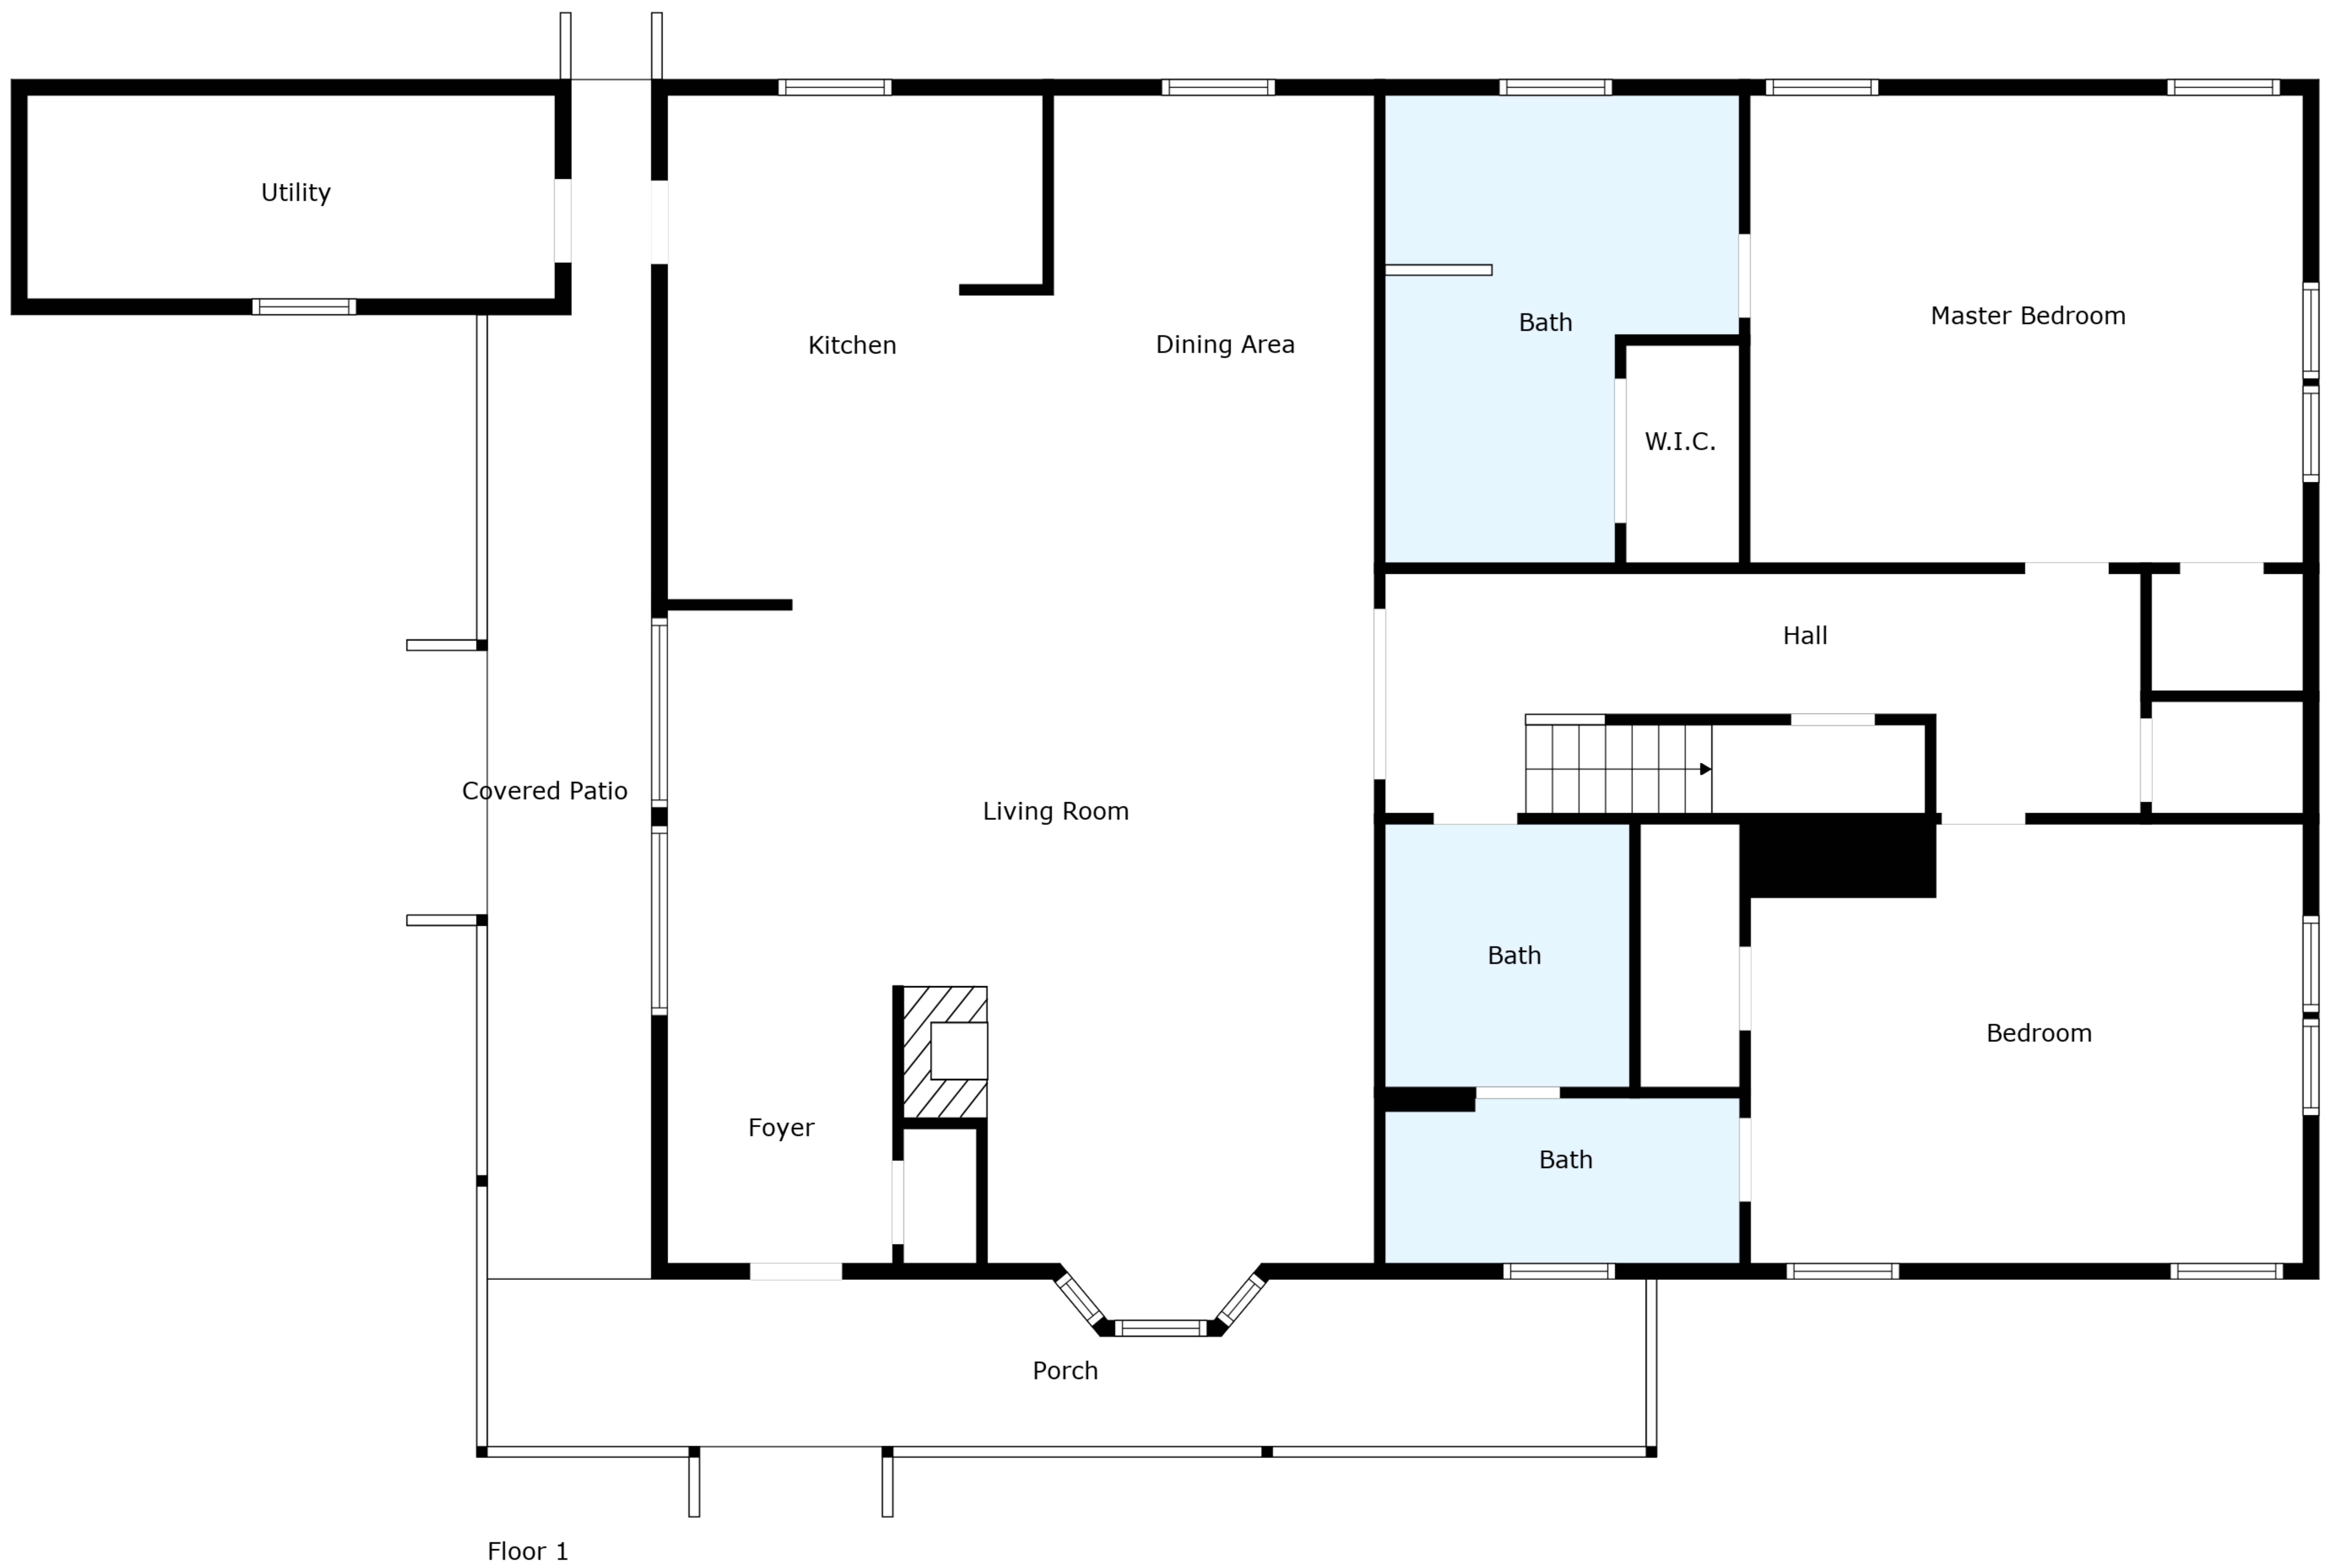 Utility
Kitchen
Dining Area
Bath
Master Bedroom
W.I.C.
Hall
Covered Patio
Living Room
Bath
Bedroom
Foyer
Bath
Porch
Floor 1